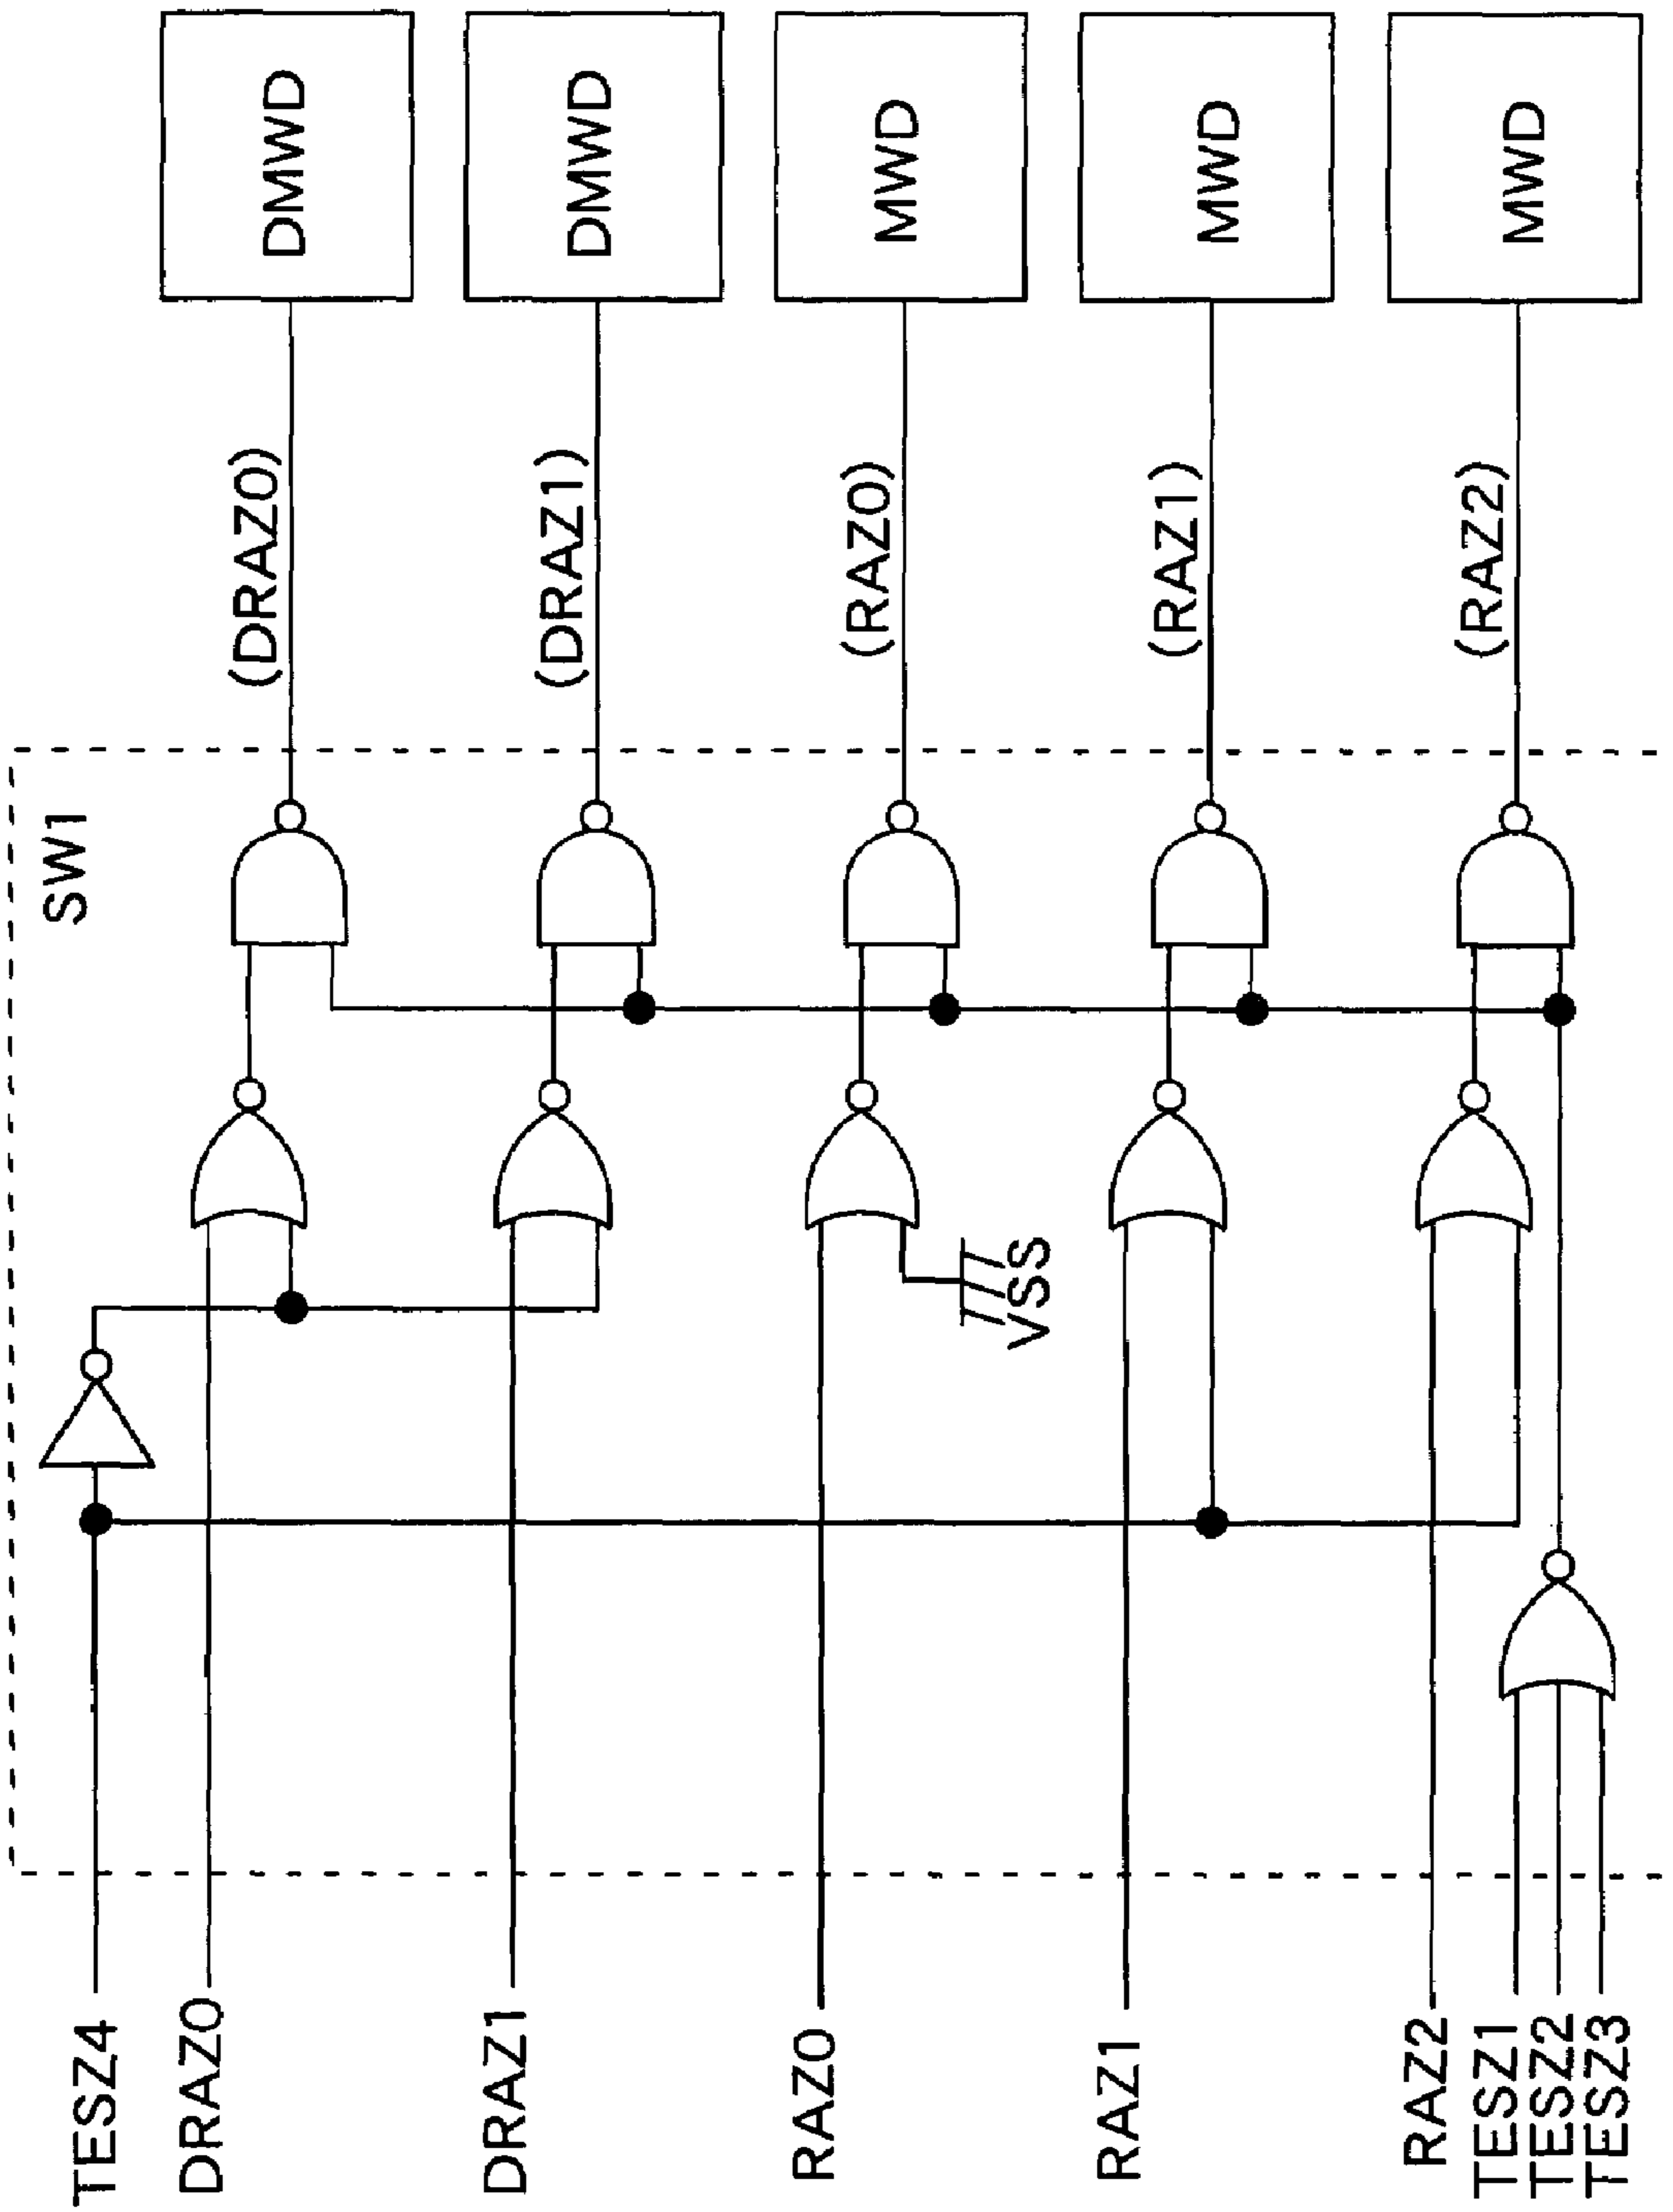 SW1
TESZ4
DRAZ0
(DRAZ0)
DMWD
DRAZ1
(DRAZ1)
DMWD
RAZ0
VSS
(RAZ0)
MWD
RAZ1
(RAZ1)
MWD
RAZ2
(RAZ2)
MWD
TESZ1
TESZ2
TESZ3